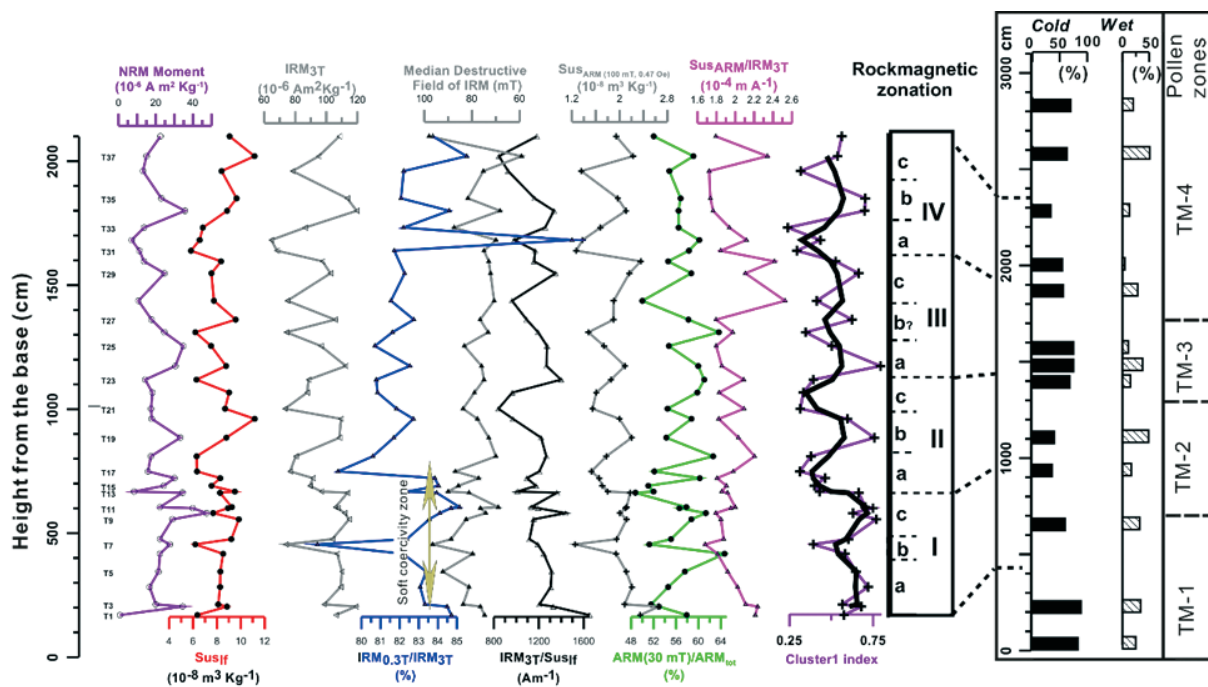 NRM Moment
(10⁻⁶ A m² Kg⁻¹)
0 20 40
IRM3T
(10⁻⁶ Am²Kg⁻¹)
60 80 100 120
Median Destructive
Field of IRM (mT)
100 80 60
SusARM (100 mT, 0.47 Oe)
(10⁻⁸ m³ Kg⁻¹)
1.2 2 2.8
SusARM/IRM3T
(10⁻⁴ m A⁻¹)
1.6 1.8 2 2.2 2.4 2.6
Rockmagnetic
zonation
Cold
0 50 100
(%)
Wet
0 50
(%)
Pollen
zones
Height from the base (cm)
2000
1500
1000
500
0
T37
T35
T33
T31
T29
T27
T25
T23
T21
T19
T17
T15
T13
T11
T9
T7
T5
T3
T1
Soft coercivity zone
c
b
a
IV
c
b?
a
III
c
b
a
II
c
b
a
I
3000 cm
2000
1000
0
TM-4
TM-3
TM-2
TM-1
4 6 8 10 12
Suslf
(10⁻⁸ m³ Kg⁻¹)
80 81 82 83 84 85
IRM0.3T/IRM3T
(%)
800 1200 1600
IRM3T/Suslf
(Am⁻¹)
48 52 56 60 64
ARM(30 mT)/ARMtot
(%)
0.25 0.75
Cluster1 index